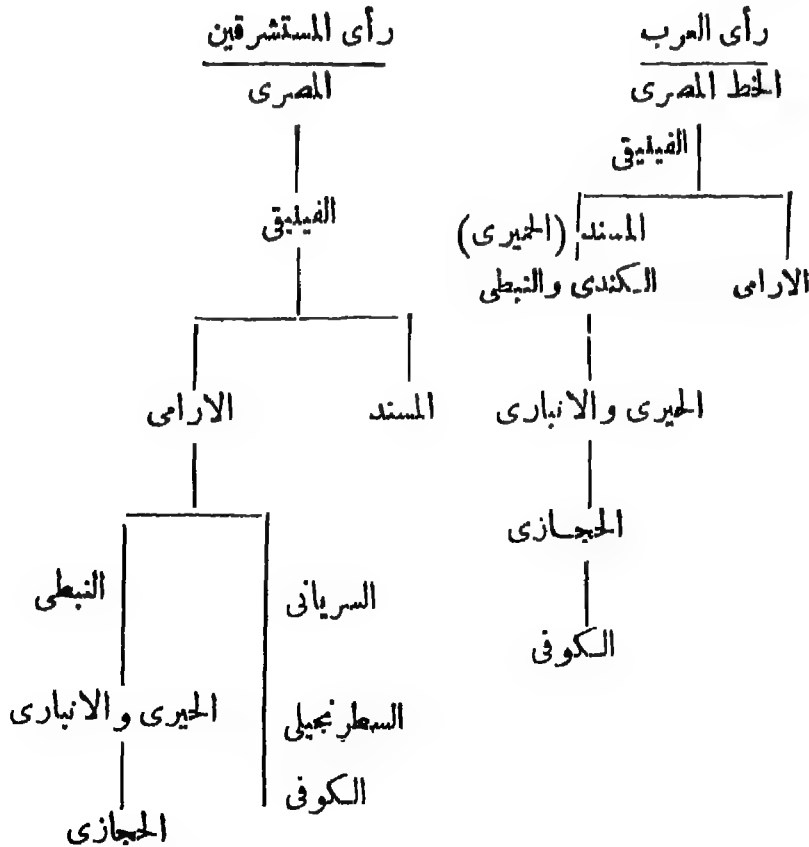 رأى العرب
الخط المصرى
الفينيقى
المسند (الحميرى)
الارامى
الكندى والنبطى
الحيرى والانبارى
الحجازى
الكوفى
رأى المستشرقين
المصرى
الفينيقى
المسند
الارامى
السريانى
النبطى
السطرنجيلى
الحيرى والانبارى
الكوفى
الحجازى